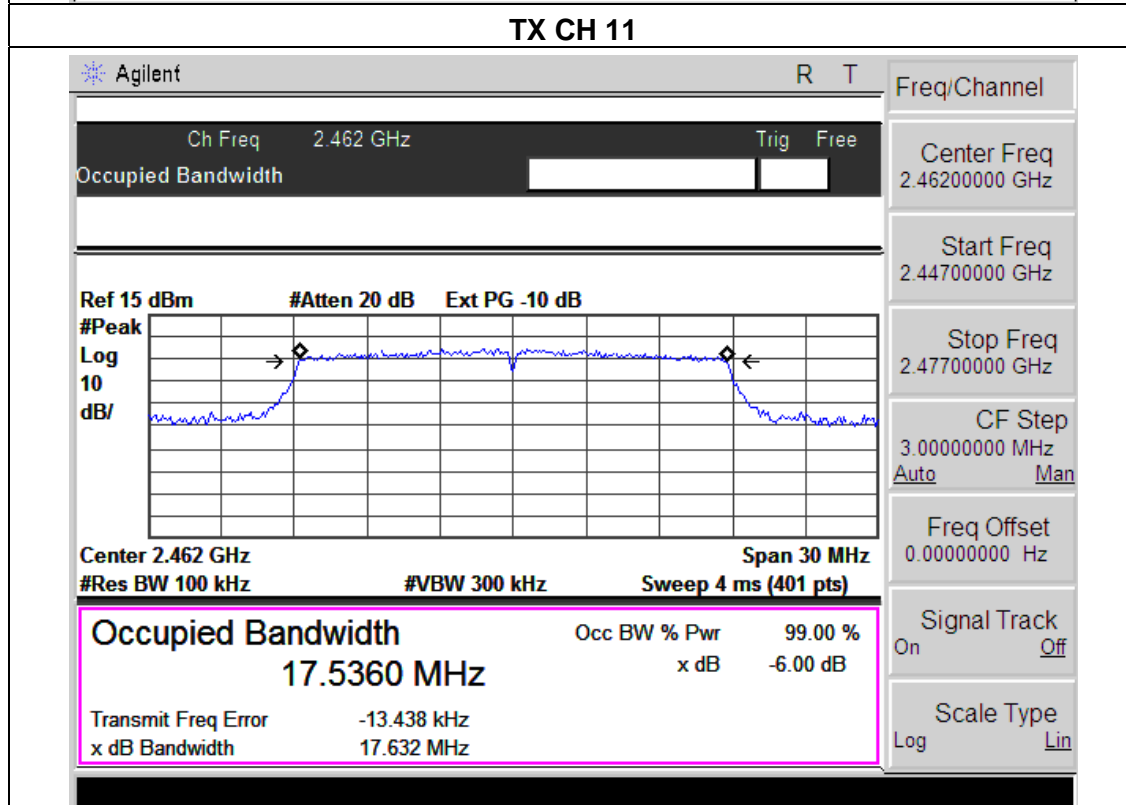 TX CH 11
Agilent R T
Ch Freq 2.462 GHz Trig Free
Occupied Bandwidth
Ref 15 dBm #Atten 20 dB Ext PG -10 dB
#Peak
Log
10
dB/
Center 2.462 GHz Span 30 MHz
#Res BW 100 kHz #VBW 300 kHz Sweep 4 ms (401 pts)
Occupied Bandwidth Occ BW % Pwr 99.00 %
17.5360 MHz x dB -6.00 dB
Transmit Freq Error -13.438 kHz
x dB Bandwidth 17.632 MHz
Freq/Channel
Center Freq
2.46200000 GHz
Start Freq
2.44700000 GHz
Stop Freq
2.47700000 GHz
CF Step
3.00000000 MHz
Auto Man
Freq Offset
0.00000000 Hz
Signal Track
On Off
Scale Type
Log Lin